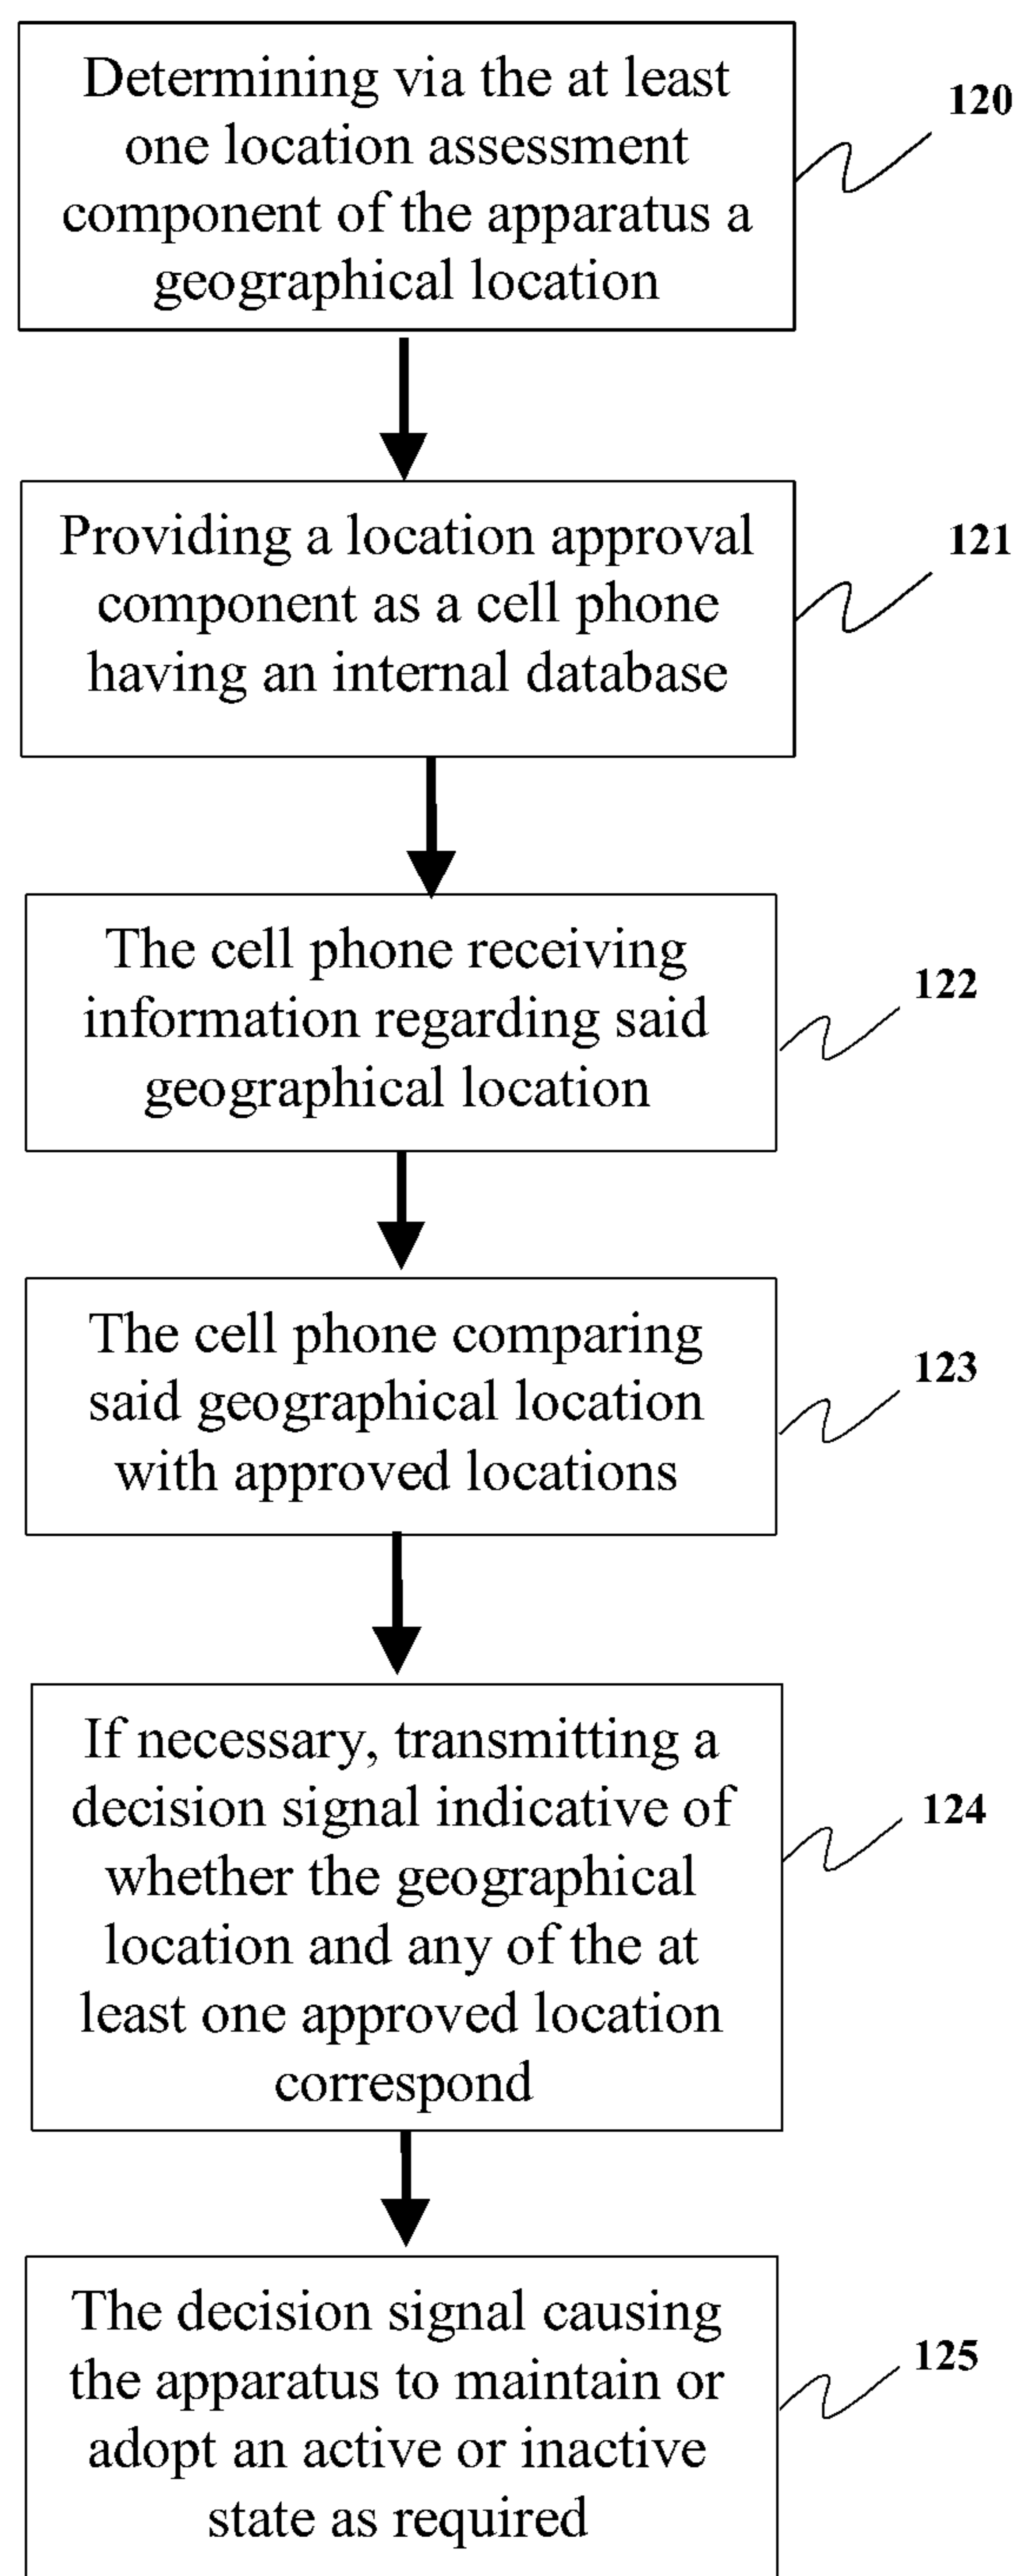 Determining via the at least
one location assessment
component of the apparatus a
geographical location
120
Providing a location approval
component as a cell phone
having an internal database
121
The cell phone receiving
information regarding said
geographical location
122
The cell phone comparing
said geographical location
with approved locations
123
If necessary, transmitting a
decision signal indicative of
whether the geographical
location and any of the at
least one approved location
correspond
124
The decision signal causing
the apparatus to maintain or
adopt an active or inactive
state as required
125